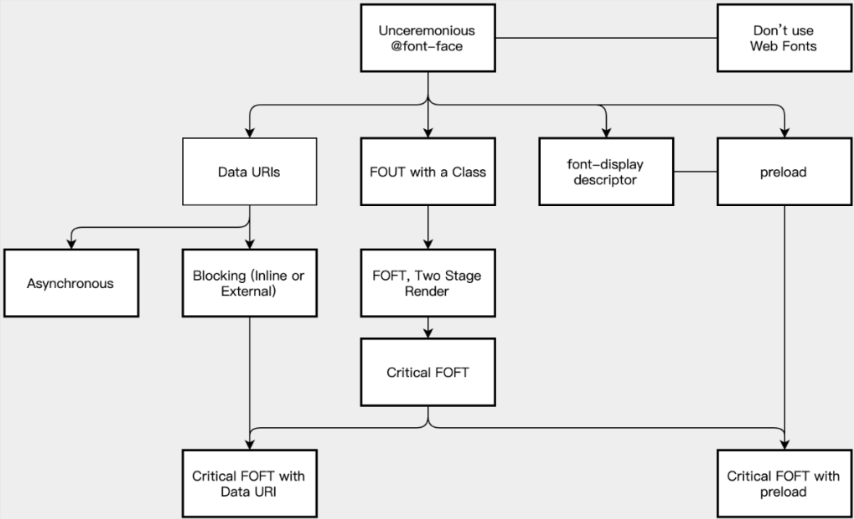 Unceremonious
@font-face
Don't use
Web Fonts
Data URIs
FOUT with a Class
font-display
descriptor
preload
Asynchronous
Blocking (Inline or
External)
FOFT, Two Stage
Render
Critical FOFT
Critical FOFT with
Data URI
Critical FOFT with
preload